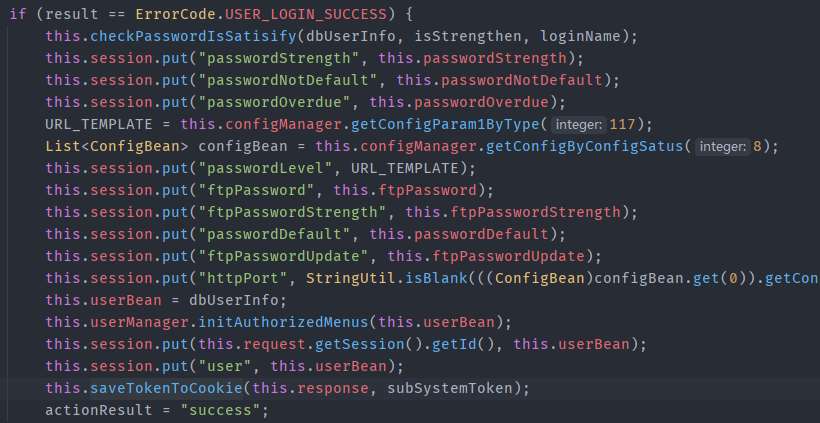 if (result == ErrorCode.USER_LOGIN_SUCCESS) {
this.checkPasswordIsSatisify(dbUserInfo, isStrengthen, loginName);
this.session.put("passwordStrength", this.passwordStrength);
this.session.put("passwordNotDefault", this.passwordNotDefault);
this.session.put("passwordOverdue", this.passwordOverdue);
URL_TEMPLATE = this.configManager.getConfigParam1ByType( integer: 117);
List<ConfigBean> configBean = this.configManager.getConfigByConfigSatus( integer: 8);
this.session.put("passwordLevel", URL_TEMPLATE);
this.session.put("ftpPassword", this.ftpPassword);
this.session.put("ftpPasswordStrength", this.ftpPasswordStrength);
this.session.put("passwordDefault", this.passwordDefault);
this.session.put("ftpPasswordUpdate", this.ftpPasswordUpdate);
this.session.put("httpPort", StringUtil.isBlank(((ConfigBean)configBean.get(0)).getCon
this.userBean = dbUserInfo;
this.userManager.initAuthorizedMenus(this.userBean);
this.session.put(this.request.getSession().getId(), this.userBean);
this.session.put("user", this.userBean);
this.saveTokenToCookie(this.response, subSystemToken);
actionResult = "success";